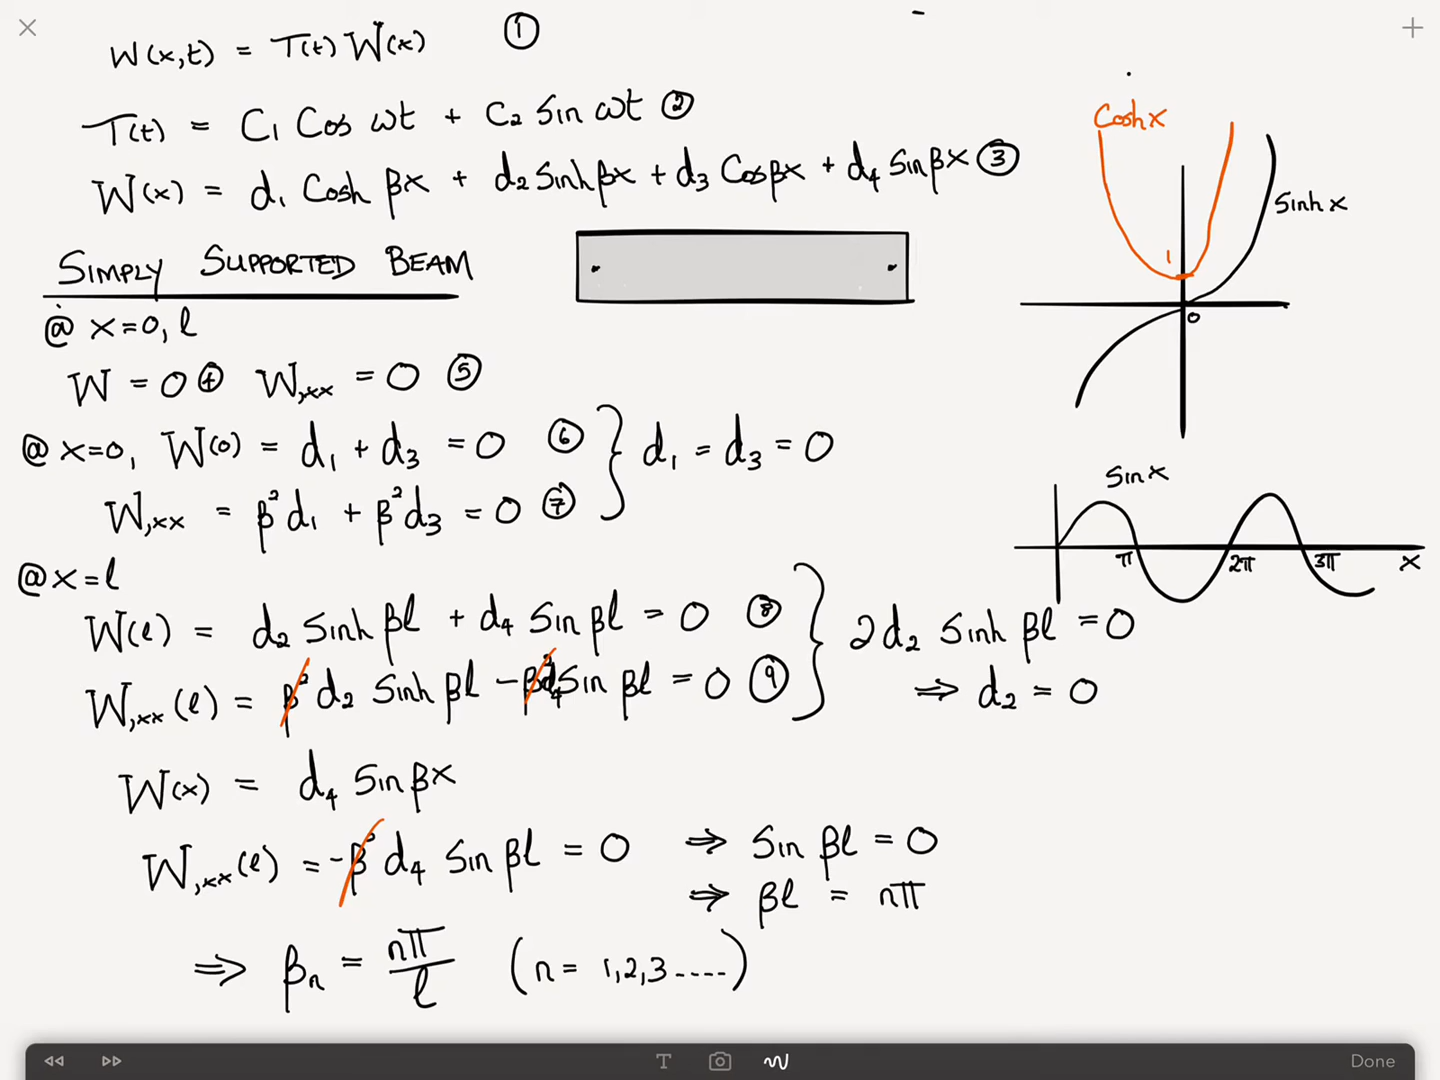 W(x,t) = T(t) W(x) ①
T(t) = C₁ Cos ωt + C₂ Sin ωt ②
W(x) = d₁ Cosh βx + d₂ Sinh βx + d₃ Cosβx + d₄ Sinβx ③
SIMPLY SUPPORTED BEAM
@ x=0, l
W = 0 ④ W,xx = 0 ⑤
@ x=0, W(0) = d₁ + d₃ = 0 ⑥ } d₁ = d₃ = 0
W,xx = β²d₁ + β²d₃ = 0 ⑦
@ x=l
W(l) = d₂ Sinh βl + d₄ Sin βl = 0 ⑧ } 2d₂ Sinh βl = 0
W,xx (l) = β² d₂ Sinh βl − β²d₄ Sin βl = 0 ⑨ ⇒ d₂ = 0
W(x) = d₄ Sin βx
W,xx(l) = -β² d₄ Sin βl = 0 ⇒ Sin βl = 0
⇒ βl = nπ
⇒ βn = nπ/l (n = 1,2,3.....)
Cosh x
Sinh x
1
0
Sin x
π 2π 3π x
T
Done